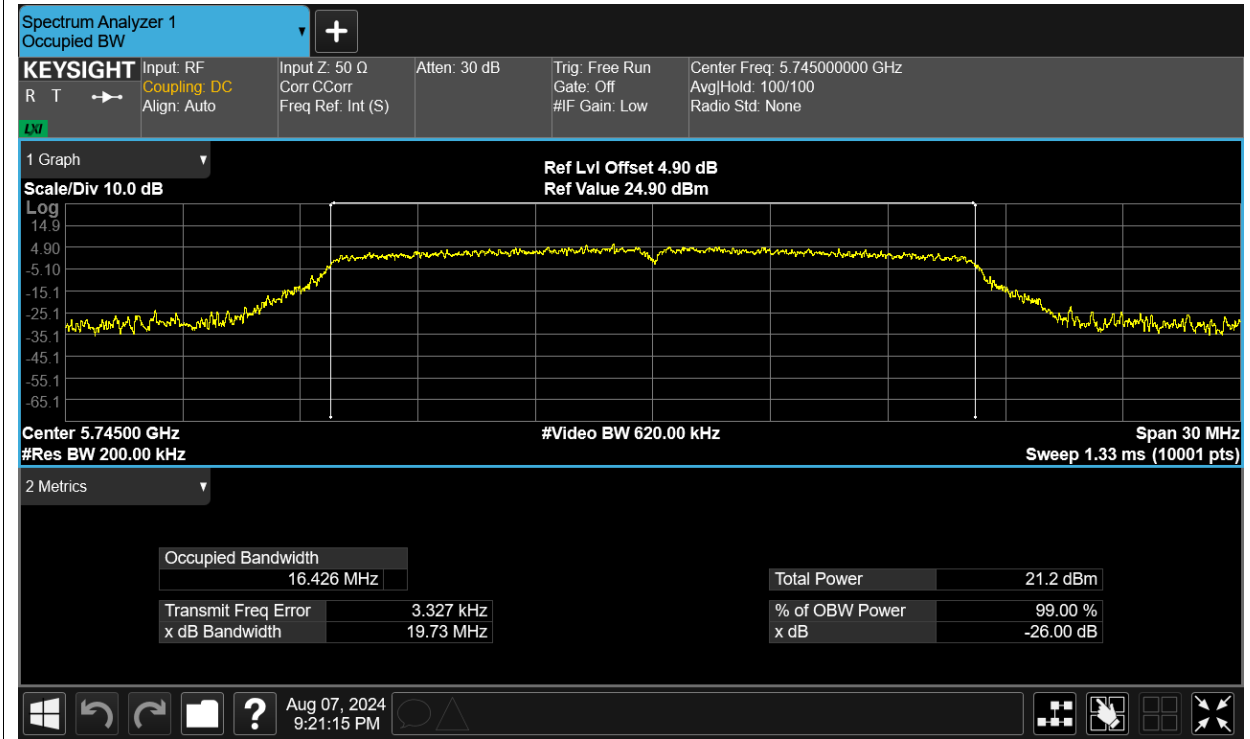 Spectrum Analyzer 1
Occupied BW
KEYSIGHT
R T
LXI
Input: RF
Coupling: DC
Align: Auto
Input Z: 50 Ω
Corr CCorr
Freq Ref: Int (S)
Atten: 30 dB
Trig: Free Run
Gate: Off
#IF Gain: Low
Center Freq: 5.745000000 GHz
Avg|Hold: 100/100
Radio Std: None
1 Graph
Scale/Div 10.0 dB
Ref Lvl Offset 4.90 dB
Ref Value 24.90 dBm
Log
14.9
4.90
-5.10
-15.1
-25.1
-35.1
-45.1
-55.1
-65.1
Center 5.74500 GHz
#Res BW 200.00 kHz
#Video BW 620.00 kHz
Span 30 MHz
Sweep 1.33 ms (10001 pts)
2 Metrics
Occupied Bandwidth
16.426 MHz
Transmit Freq Error 3.327 kHz
x dB Bandwidth 19.73 MHz
Total Power 21.2 dBm
% of OBW Power 99.00 %
x dB -26.00 dB
?
Aug 07, 2024
9:21:15 PM